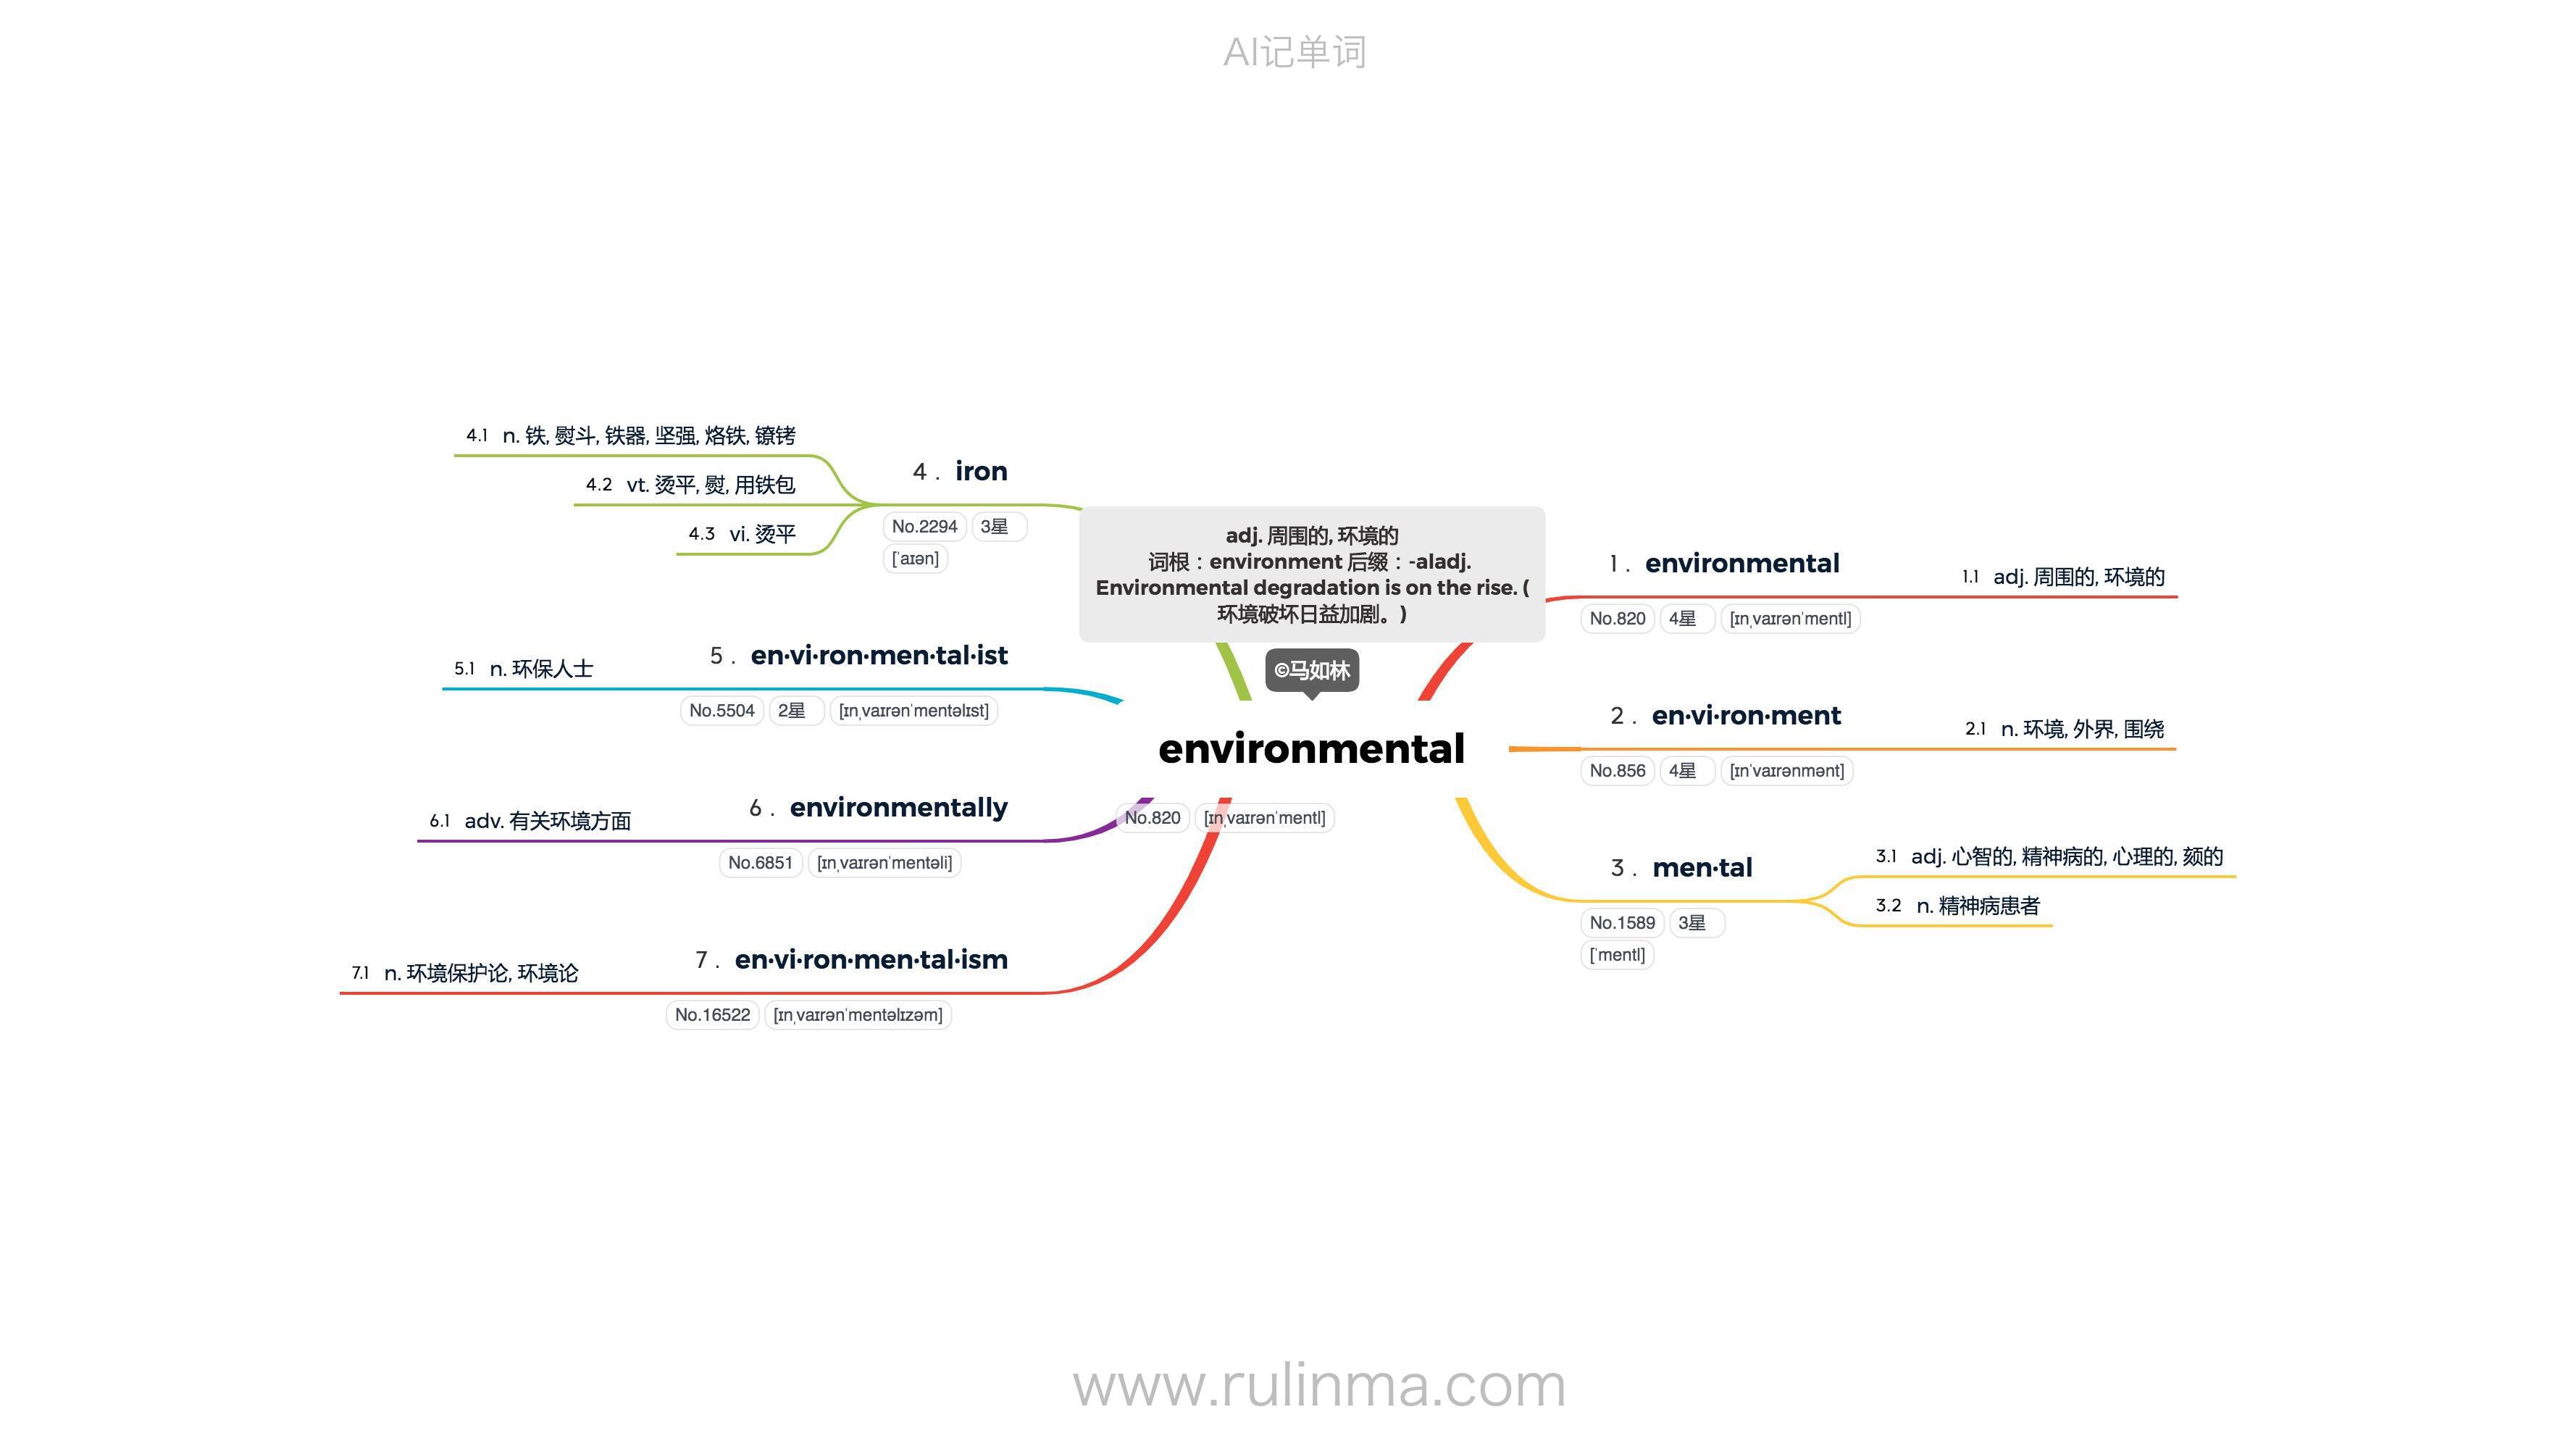 AI记单词
4.1 n. 铁, 熨斗, 铁器, 坚强, 烙铁, 镣铐
4.2 vt. 烫平, 熨, 用铁包
4.3 vi. 烫平
4 . iron
No.2294 3星
[ˈaɪən]
5.1 n. 环保人士
5 . en·vi·ron·men·tal·ist
No.5504 2星 [ɪnˌvaɪrənˈmentəlɪst]
6.1 adv. 有关环境方面
6 . environmentally
No.6851 [ɪnˌvaɪrənˈmentəli]
7.1 n. 环境保护论, 环境论
7 . en·vi·ron·men·tal·ism
No.16522 [ɪnˌvaɪrənˈmentəlɪzəm]
adj. 周围的, 环境的
词根：environment 后缀：-aladj.
Environmental degradation is on the rise. (
环境破坏日益加剧。)
©马如林
environmental
No.820 [ɪnˌvaɪrənˈmentl]
1 . environmental
No.820 4星 [ɪnˌvaɪrənˈmentl]
1.1 adj. 周围的, 环境的
2 . en·vi·ron·ment
No.856 4星 [ɪnˈvaɪrənmənt]
2.1 n. 环境, 外界, 围绕
3 . men·tal
No.1589 3星
[ˈmentl]
3.1 adj. 心智的, 精神病的, 心理的, 颏的
3.2 n. 精神病患者
www.rulinma.com